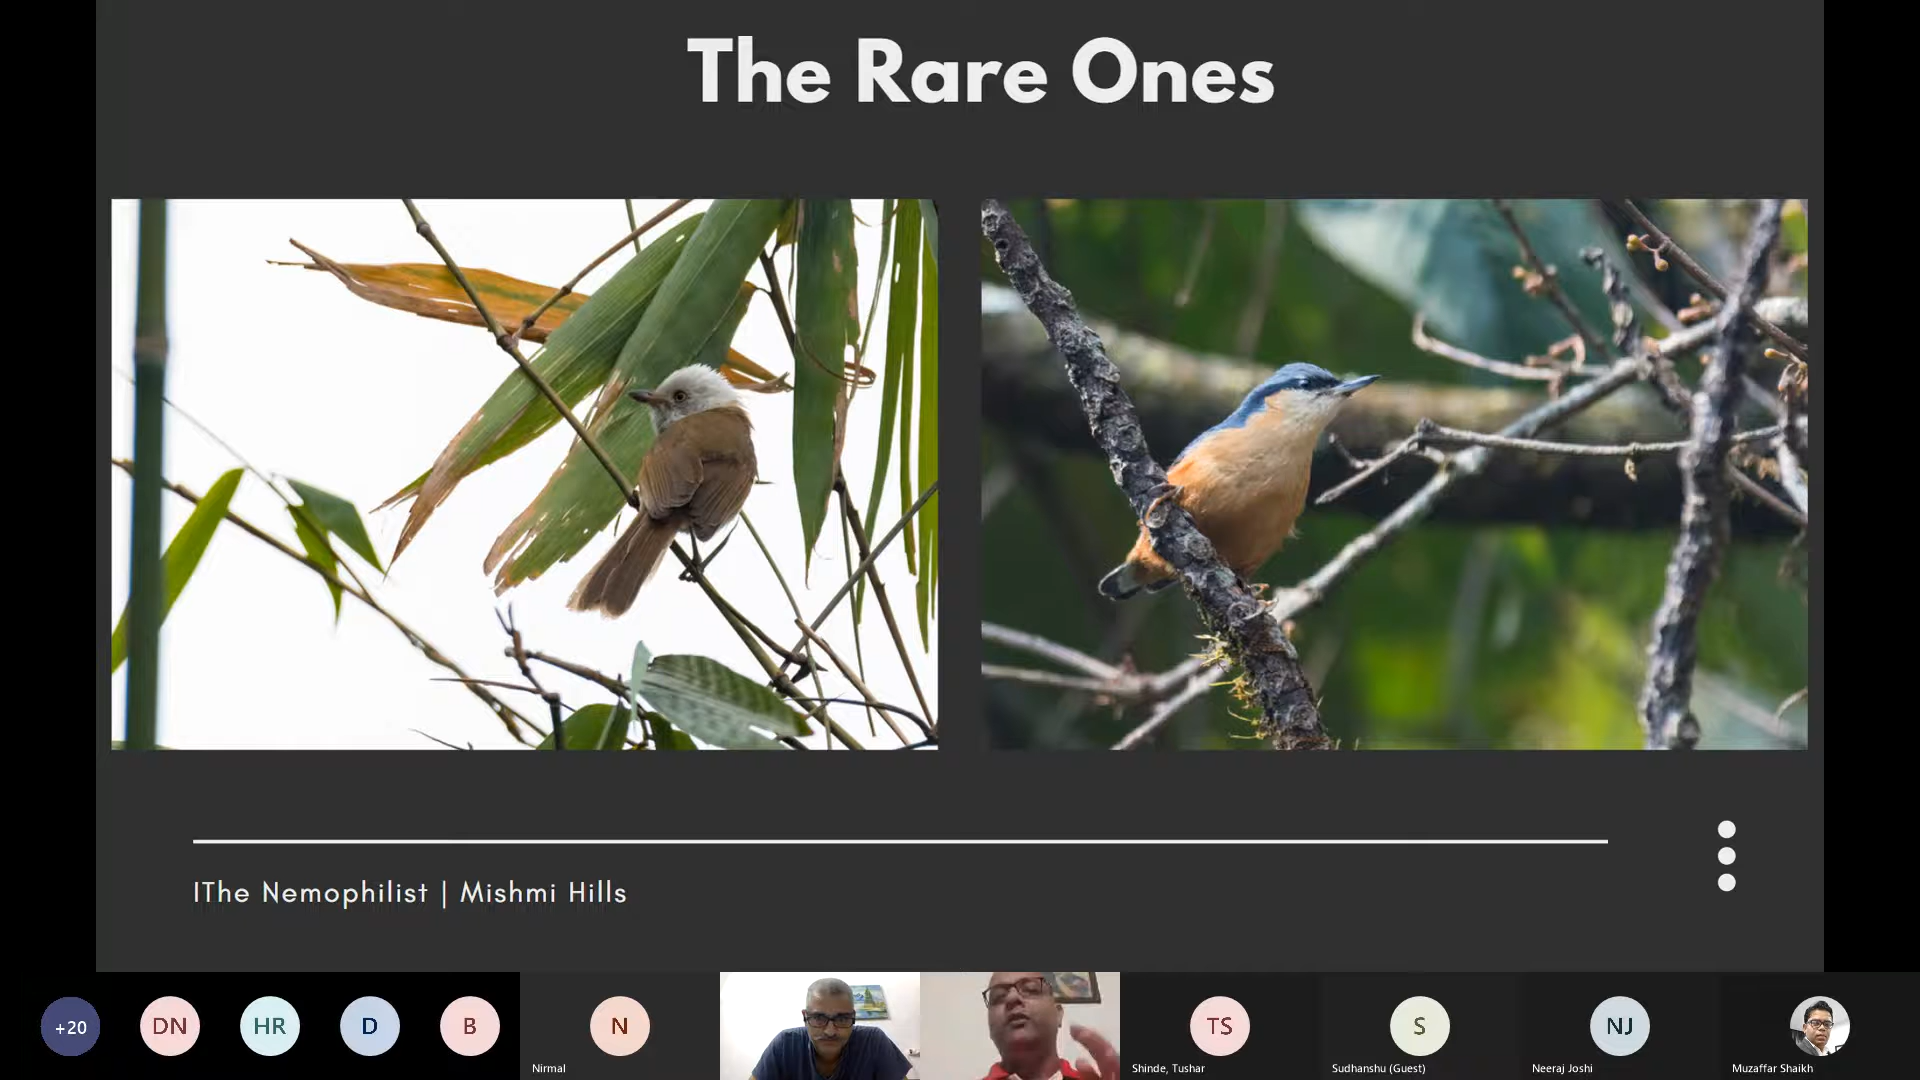 The Rare Ones
IThe Nemophilist | Mishmi Hills
+20
DN
HR
D
B
N
TS
S
NJ
Nirmal
Shinde, Tushar
Sudhanshu (Guest)
Neeraj Joshi
Muzaffar Shaikh